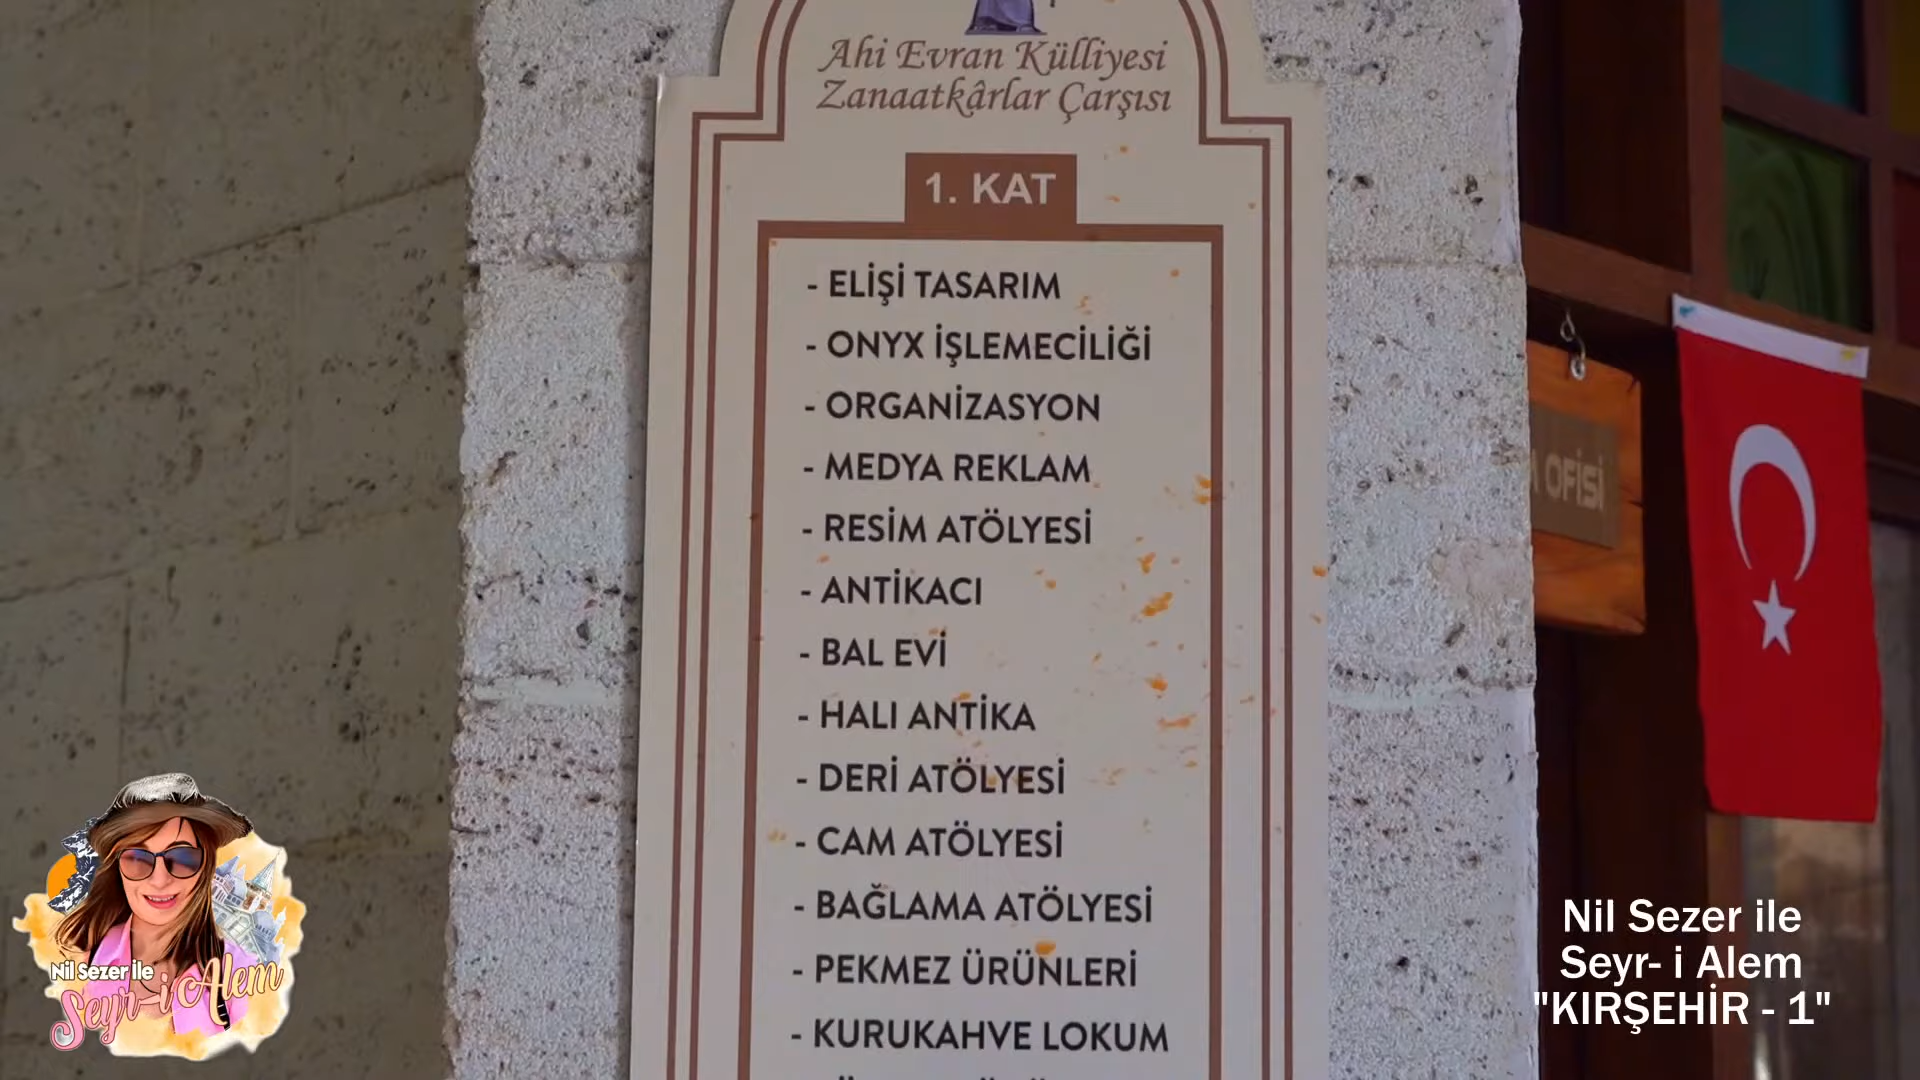 Ahi Evran Külliyesi
Zanaatkârlar Çarşısı
1. KAT
- ELİŞİ TASARIM
- ONYX İŞLEMECİLİĞİ
- ORGANİZASYON
- MEDYA REKLAM
- RESİM ATÖLYESİ
- ANTİKACI
- BAL EVİ
- HALI ANTİKA
- DERİ ATÖLYESİ
- CAM ATÖLYESİ
- BAĞLAMA ATÖLYESİ
- PEKMEZ ÜRÜNLERİ
- KURUKAHVE LOKUM
OFİSİ
Nil Sezer ile
Seyr-i Alem
Nil Sezer ile
Seyr- i Alem
"KIRŞEHİR - 1"